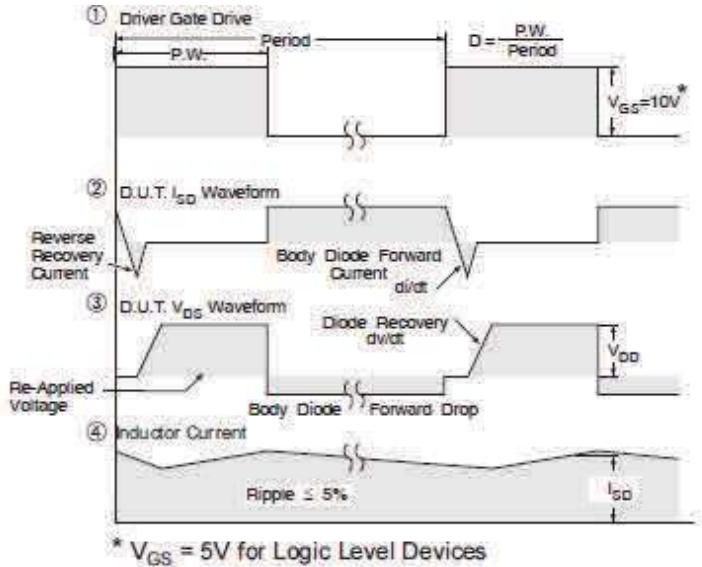 ① Driver Gate Drive
P.W.
Period
D = P.W. / Period
V_GS=10V*
② D.U.T. I_SD Waveform
Reverse
Recovery
Current
Body Diode Forward
Current
di/dt
③ D.U.T. V_DS Waveform
Diode Recovery
dv/dt
V_DD
Re-Applied
Voltage
Body Diode Forward Drop
④ Inductor Current
Ripple ≤ 5%
I_SD
* V_GS = 5V for Logic Level Devices